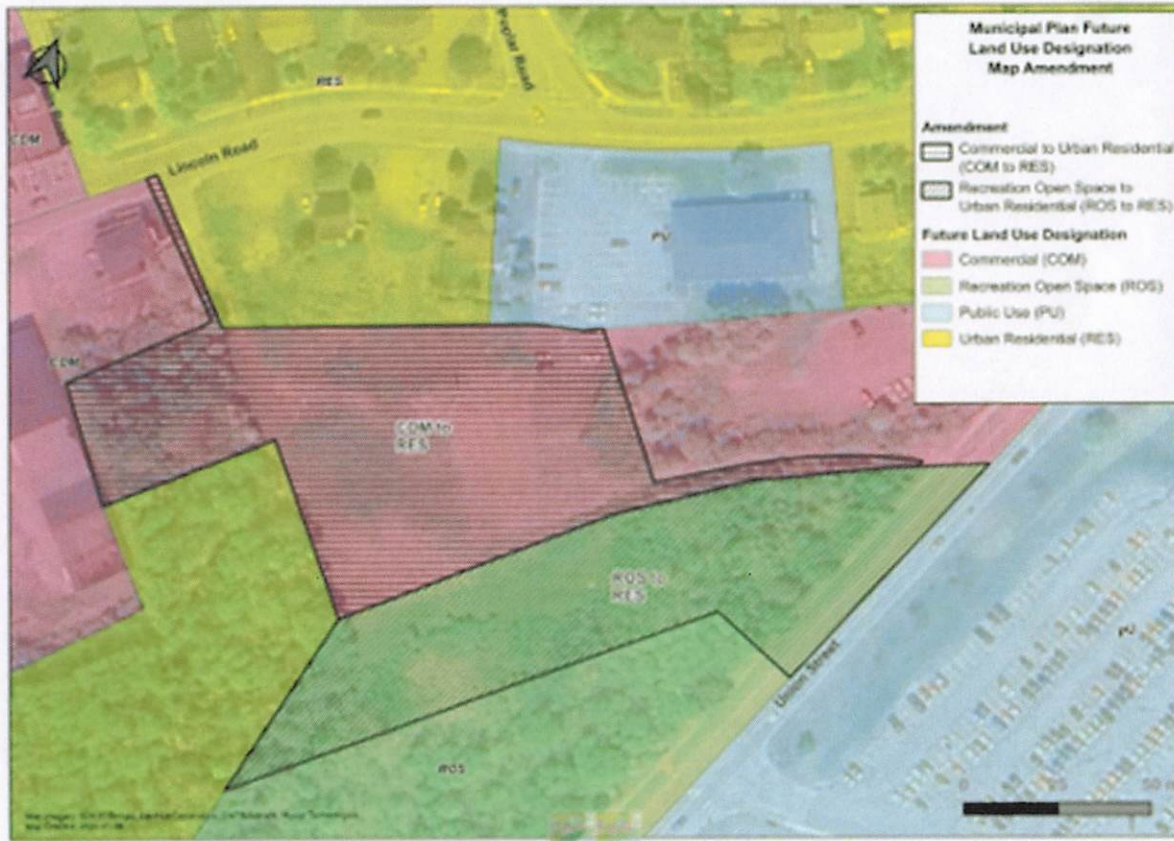 Municipal Plan Future
Land Use Designation
Map Amendment
Amendment
Commercial to Urban Residential
(COM to RES)
Recreation Open Space to
Urban Residential (ROS to RES)
Future Land Use Designation
Commercial (COM)
Recreation Open Space (ROS)
Public Use (PU)
Urban Residential (RES)
Poplar Road
RES
COM
Road
Lincoln Road
PU
COM
COM to
RES
ROS to
RES
PU
Union Street
ROS
0
50